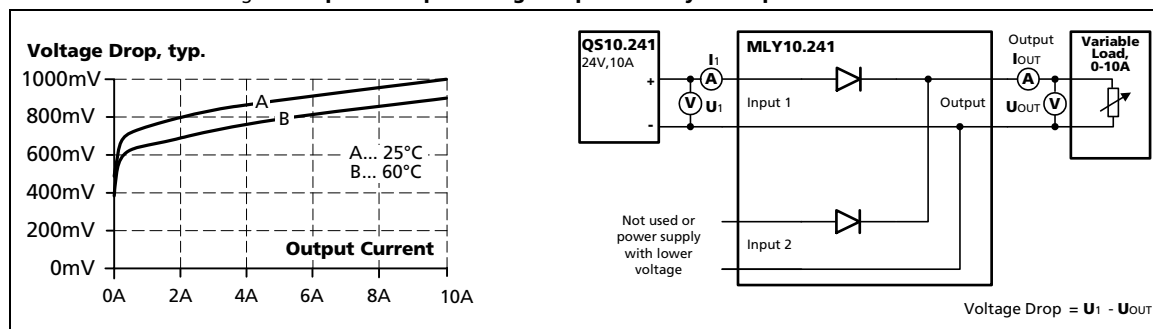 Voltage Drop, typ.
1000mV
800mV
600mV
400mV
200mV
0mV
A
B
A... 25°C
B... 60°C
Output Current
0A
2A
4A
6A
8A
10A
QS10.241
24V,10A
+
-
I1
A
V
U1
MLY10.241
Input 1
Output
Input 2
Not used or
power supply
with lower
voltage
Output
IOUT
A
UOUT
V
Variable
Load,
0-10A
Voltage Drop = U1 - UOUT